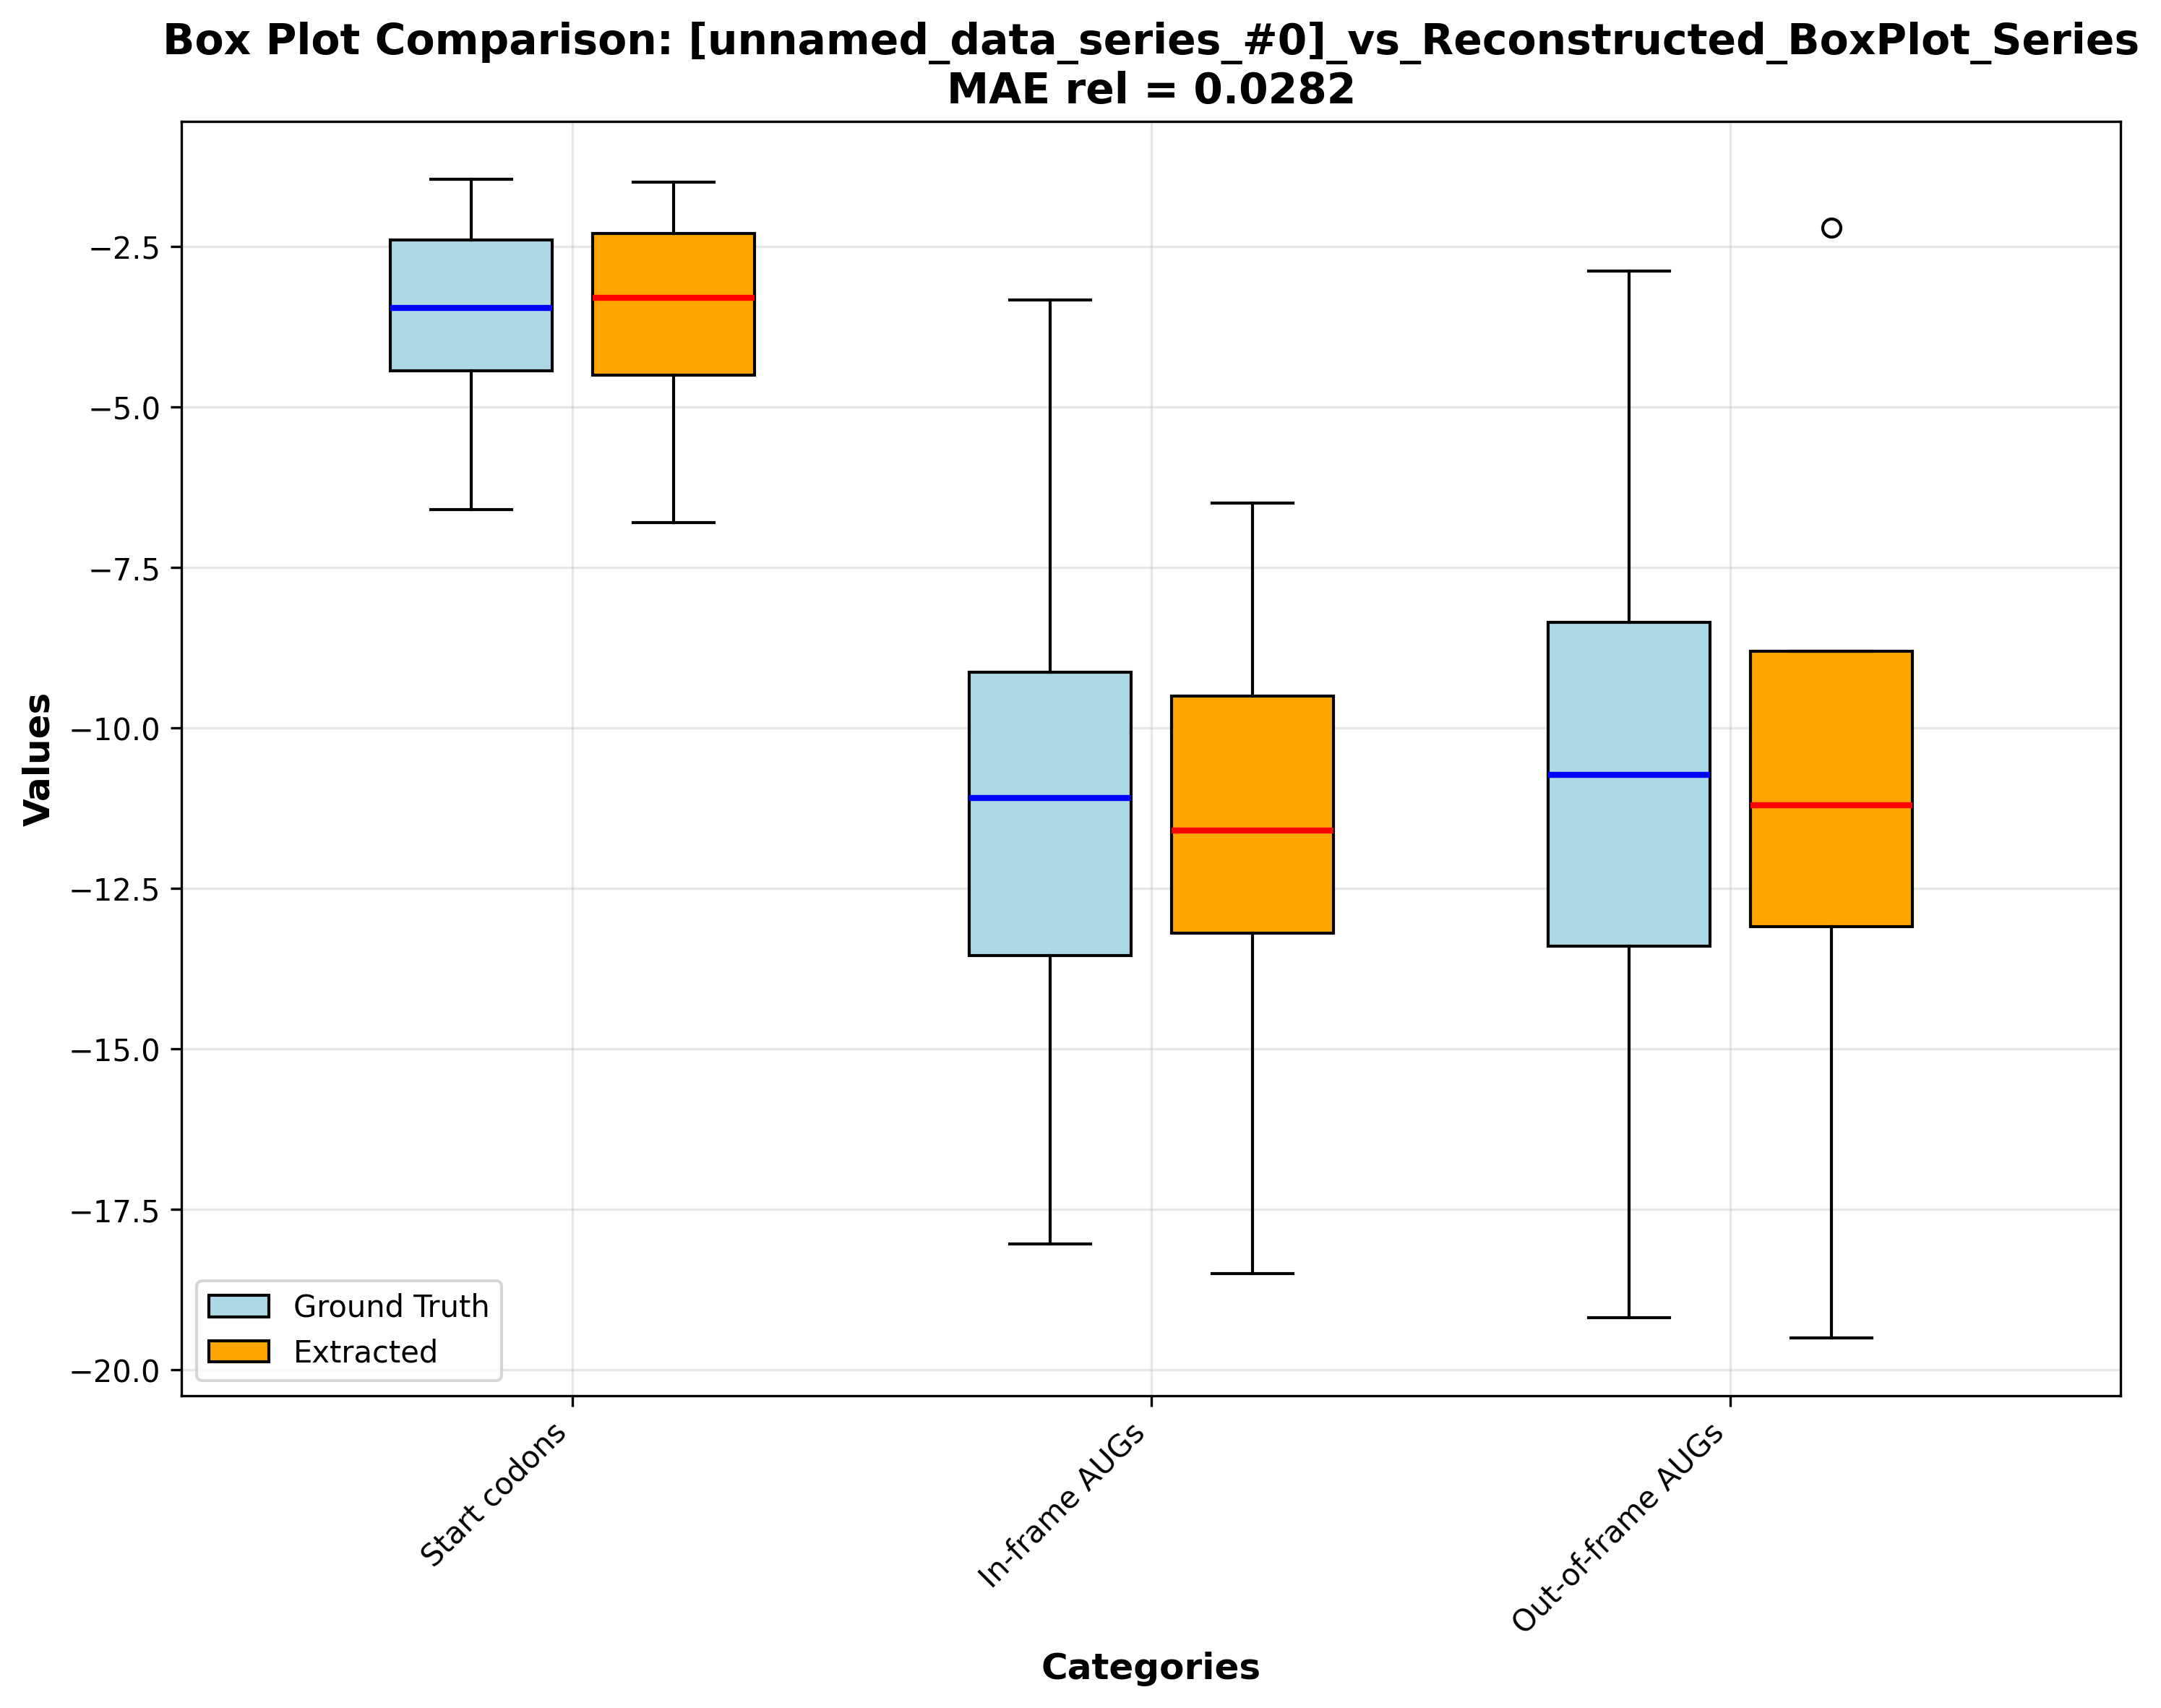 Box Plot Comparison: [unnamed_data_series_#0]_vs_Reconstructed_BoxPlot_Series
MAE rel = 0.0282
Values
−2.5
−5.0
−7.5
−10.0
−12.5
−15.0
−17.5
−20.0
Ground Truth
Extracted
Start codons
In-frame AUGs
Out-of-frame AUGs
Categories